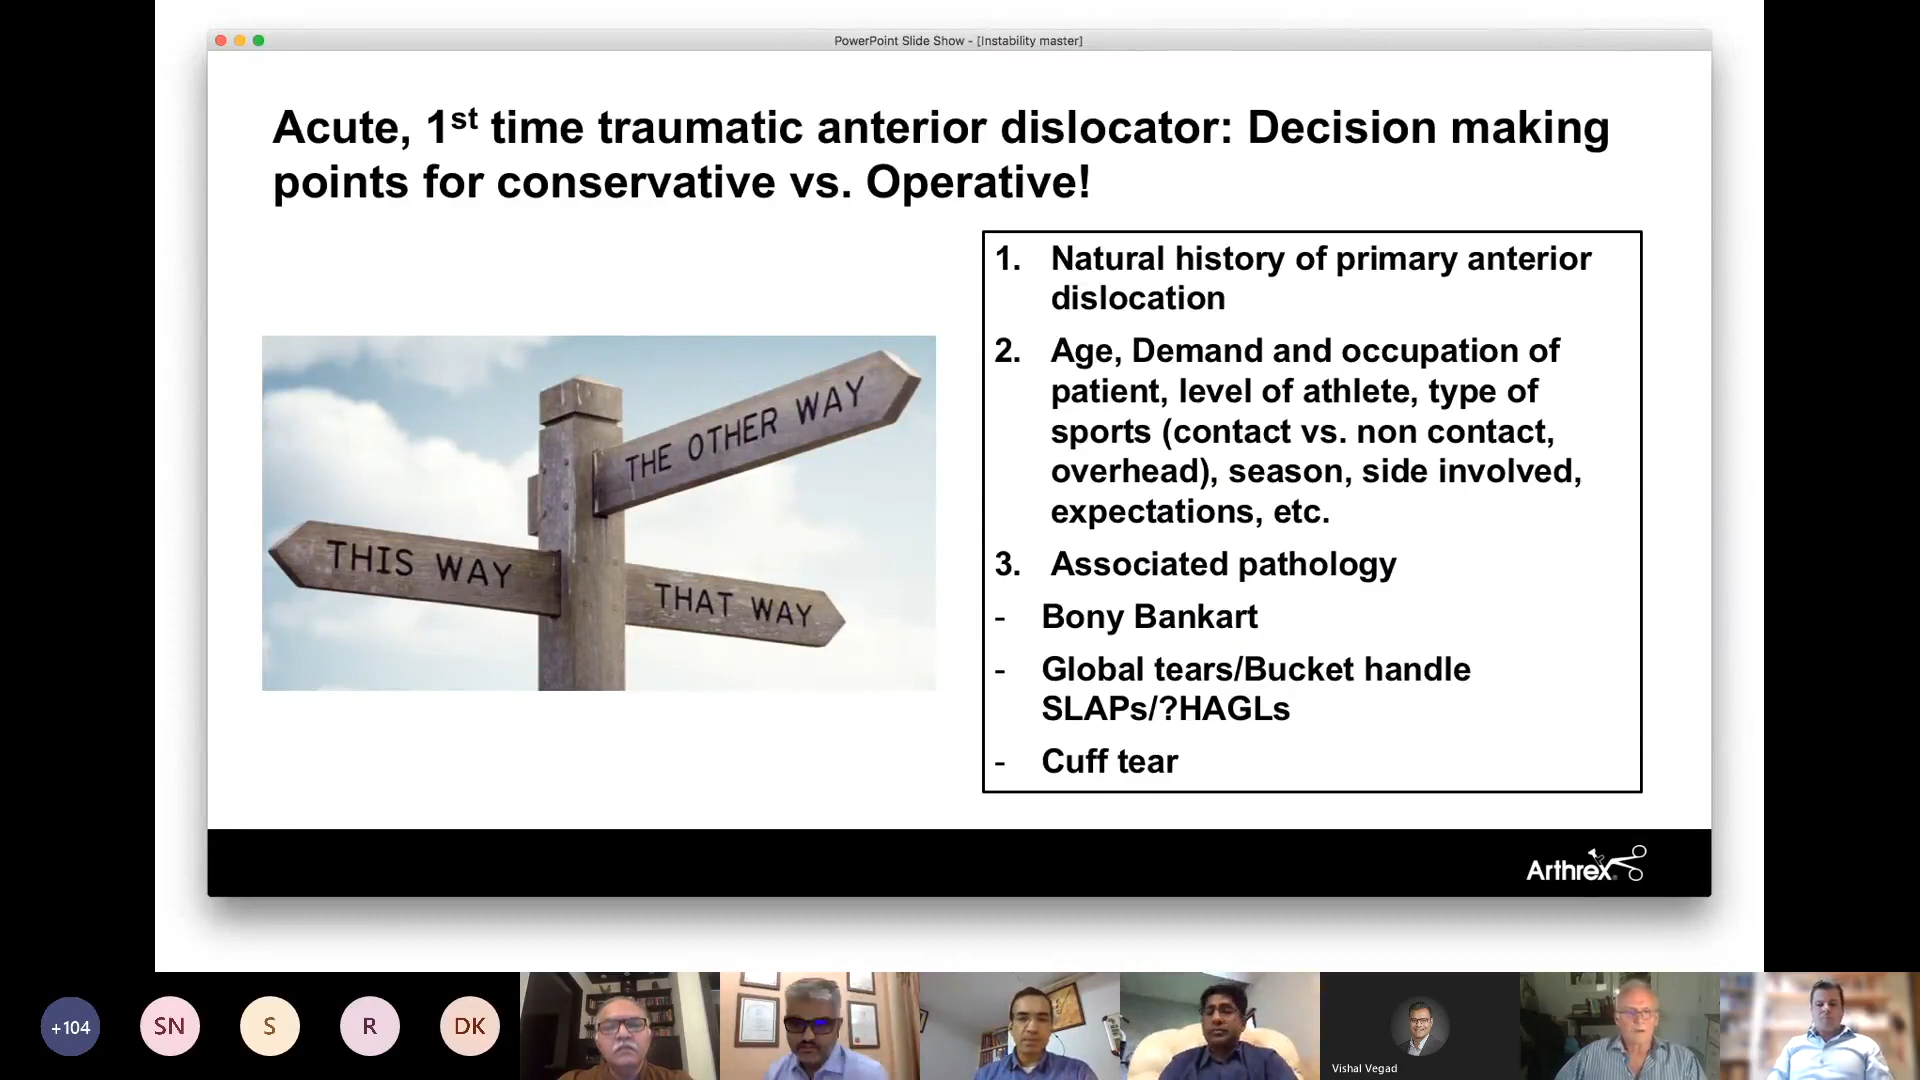 PowerPoint Slide Show - [Instability master]
Acute, 1st time traumatic anterior dislocator: Decision making
points for conservative vs. Operative!
1. Natural history of primary anterior
dislocation
2. Age, Demand and occupation of
patient, level of athlete, type of
sports (contact vs. non contact,
overhead), season, side involved,
expectations, etc.
3. Associated pathology
- Bony Bankart
- Global tears/Bucket handle
SLAPs/?HAGLs
- Cuff tear
THE OTHER WAY
THIS WAY
THAT WAY
Arthrex
+104
SN
S
R
DK
Vishal Vegad